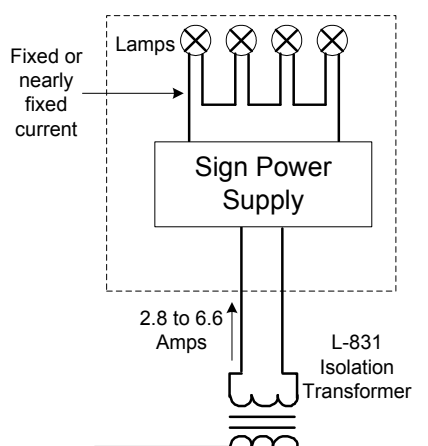 Lamps
Fixed or
nearly
fixed
current
Sign Power
Supply
2.8 to 6.6
Amps
L-831
Isolation
Transformer